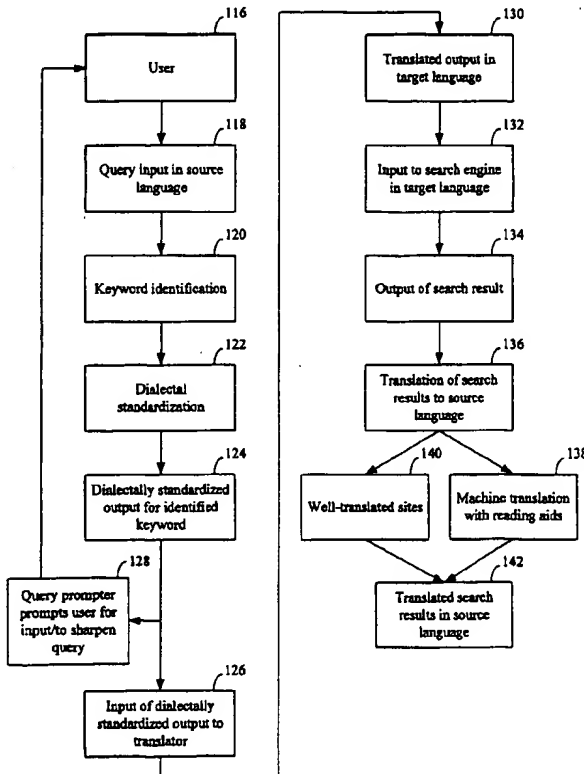 116
User
118
Query input in source
language
120
Keyword identification
122
Dialectal
standardization
124
Dialectally standardized
output for identified
keyword
128
Query prompter
prompts user for
input/to sharpen
query
126
Input of dialectally
standardized output to
translator
130
Translated output in
target language
132
Input to search engine
in target language
134
Output of search result
136
Translation of search
results to source
language
140
Well-translated sites
138
Machine translation
with reading aids
142
Translated search
results in source
language